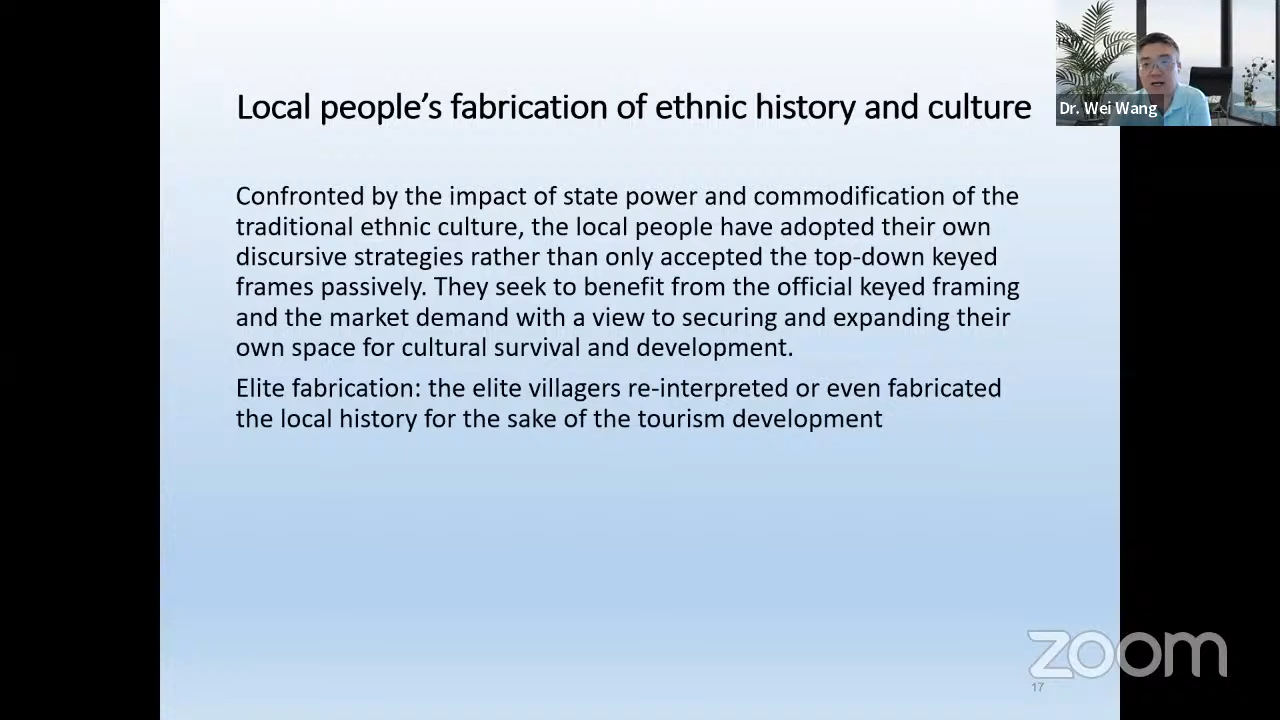 Local people's fabrication of ethnic history and culture
Dr. Wei Wang
Confronted by the impact of state power and commodification of the
traditional ethnic culture, the local people have adopted their own
discursive strategies rather than only accepted the top-down keyed
frames passively. They seek to benefit from the official keyed framing
and the market demand with a view to securing and expanding their
own space for cultural survival and development.
Elite fabrication: the elite villagers re-interpreted or even fabricated
the local history for the sake of the tourism development
zoom
17